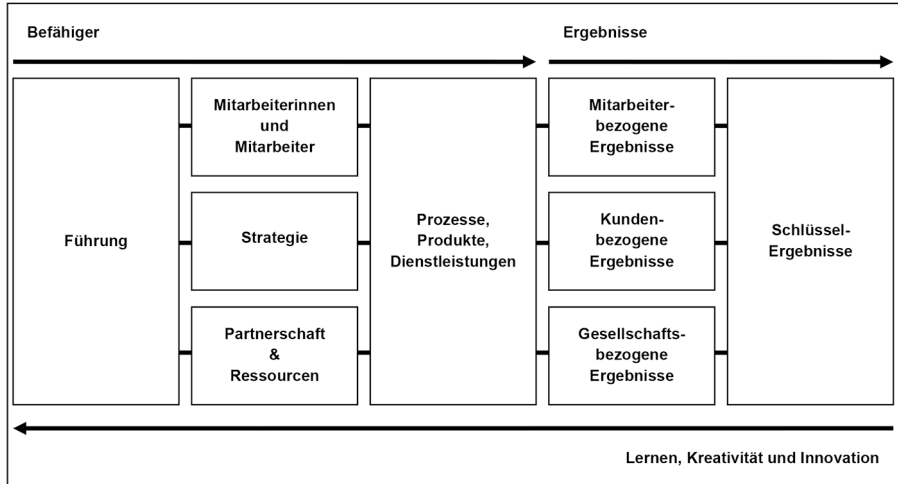 Befähiger
Ergebnisse
Führung
Mitarbeiterinnen
und
Mitarbeiter
Strategie
Partnerschaft
&
Ressourcen
Prozesse,
Produkte,
Dienstleistungen
Mitarbeiter-
bezogene
Ergebnisse
Kunden-
bezogene
Ergebnisse
Gesellschafts-
bezogene
Ergebnisse
Schlüssel-
Ergebnisse
Lernen, Kreativität und Innovation